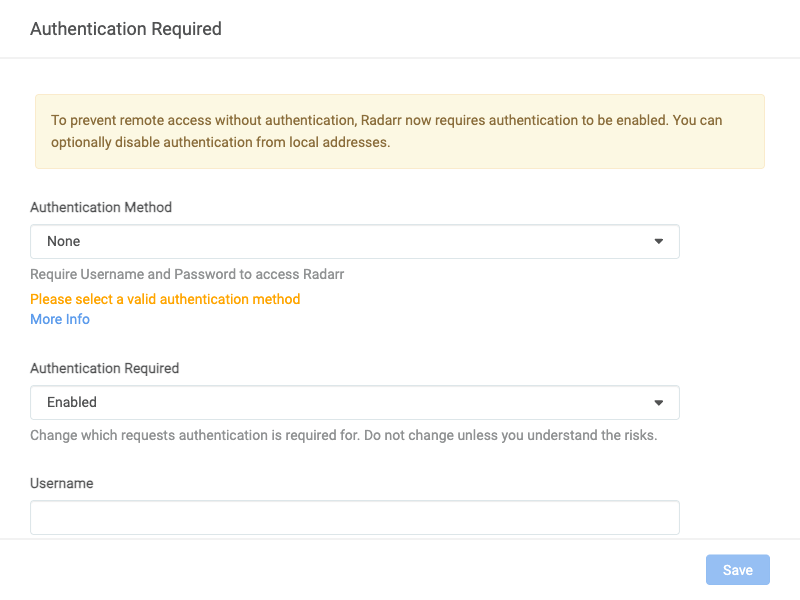 Authentication Required
To prevent remote access without authentication, Radarr now requires authentication to be enabled. You can
optionally disable authentication from local addresses.
Authentication Method
None
Require Username and Password to access Radarr
Please select a valid authentication method
More Info
Authentication Required
Enabled
Change which requests authentication is required for. Do not change unless you understand the risks.
Username
Save